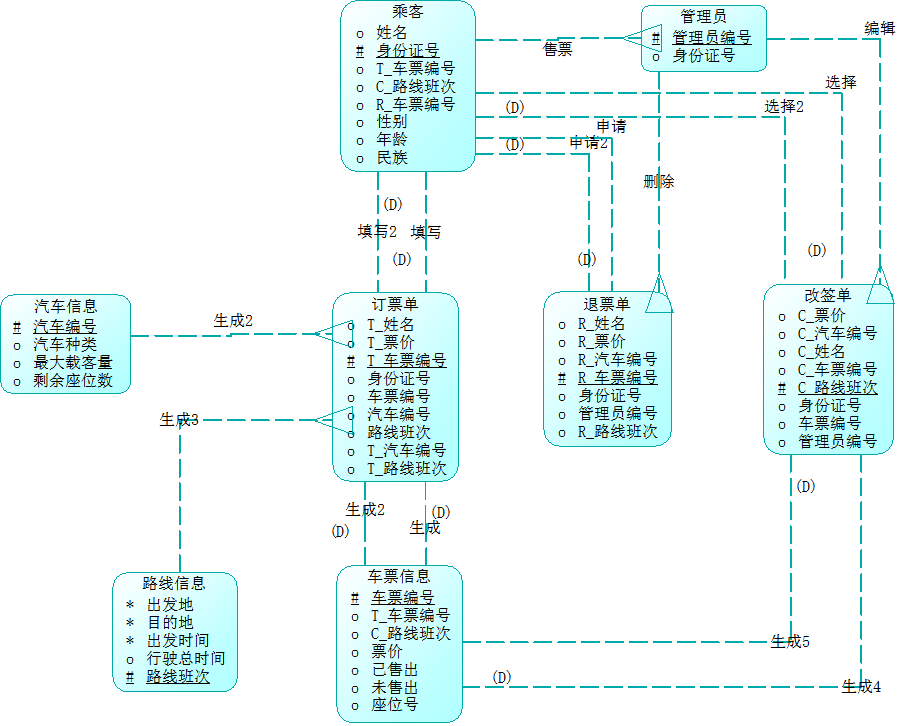 乘客
o 姓名
# 身份证号
o T_车票编号
o C_路线班次
o R_车票编号
o 性别
o 年龄
o 民族
管理员
# 管理员编号
o 身份证号
售票
编辑
选择
(D)
选择2
申请
(D)
申请2
删除
(D)
填写2
填写
(D)
(D)
(D)
汽车信息
# 汽车编号
o 汽车种类
o 最大载客量
o 剩余座位数
生成2
生成3
订票单
o T_姓名
o T_票价
# T_车票编号
o 身份证号
o 车票编号
o 汽车编号
o 路线班次
o T_汽车编号
o T_路线班次
退票单
o R_姓名
o R_票价
o R_汽车编号
# R_车票编号
o 身份证号
o 管理员编号
o R_路线班次
改签单
o C_票价
o C_汽车编号
o C_姓名
o C_车票编号
# C_路线班次
o 身份证号
o 车票编号
o 管理员编号
生成2
(D)
(D)
生成
(D)
路线信息
* 出发地
* 目的地
* 出发时间
o 行驶总时间
# 路线班次
车票信息
# 车票编号
o T_车票编号
o C_路线班次
o 票价
o 已售出
o 未售出
o 座位号
生成5
(D)
生成4